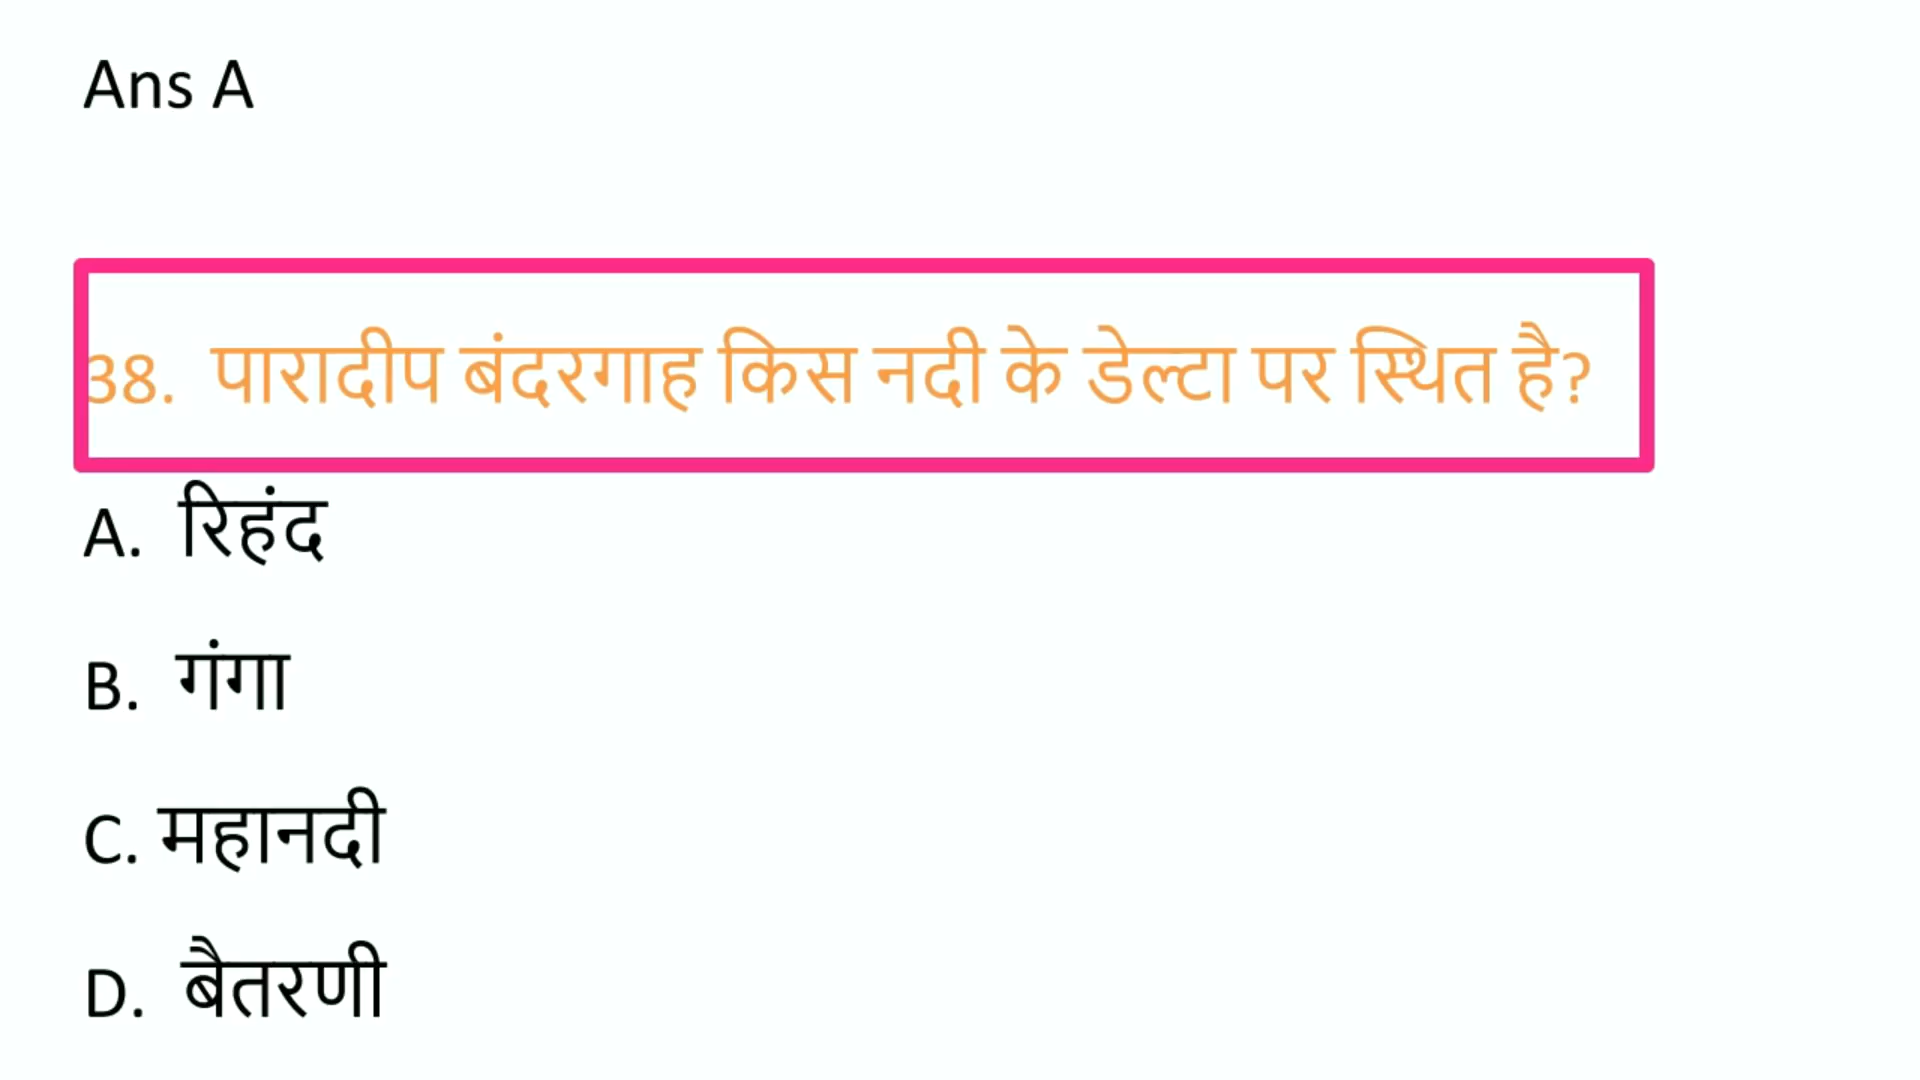 Ans A
38. पारादीप बंदरगाह किस नदी के डेल्टा पर स्थित है?
A. रिहंद
B. गंगा
C. महानदी
D. बैतरणी